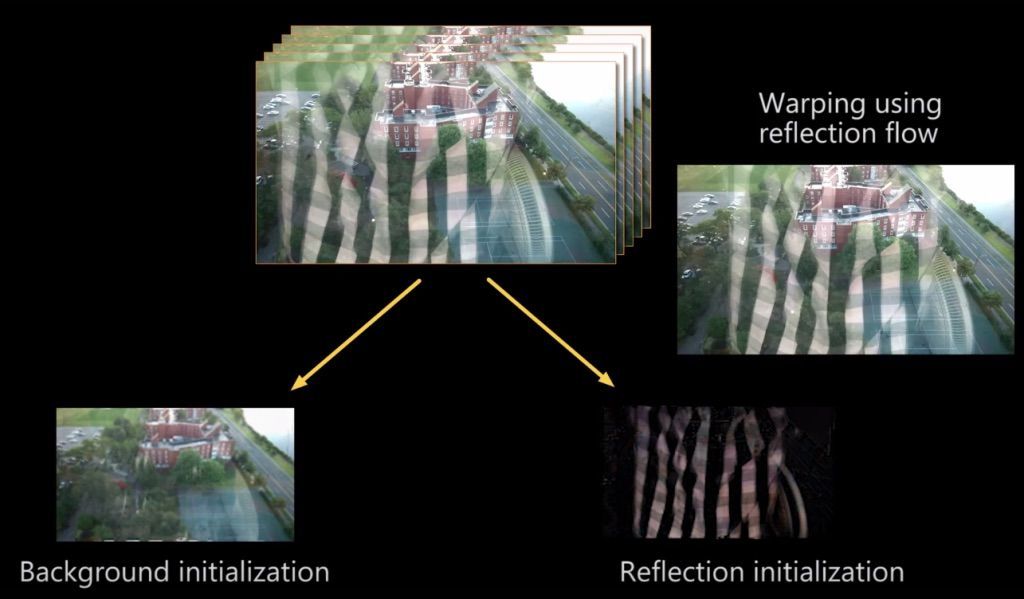 Warping using
reflection flow
Background initialization
Reflection initialization